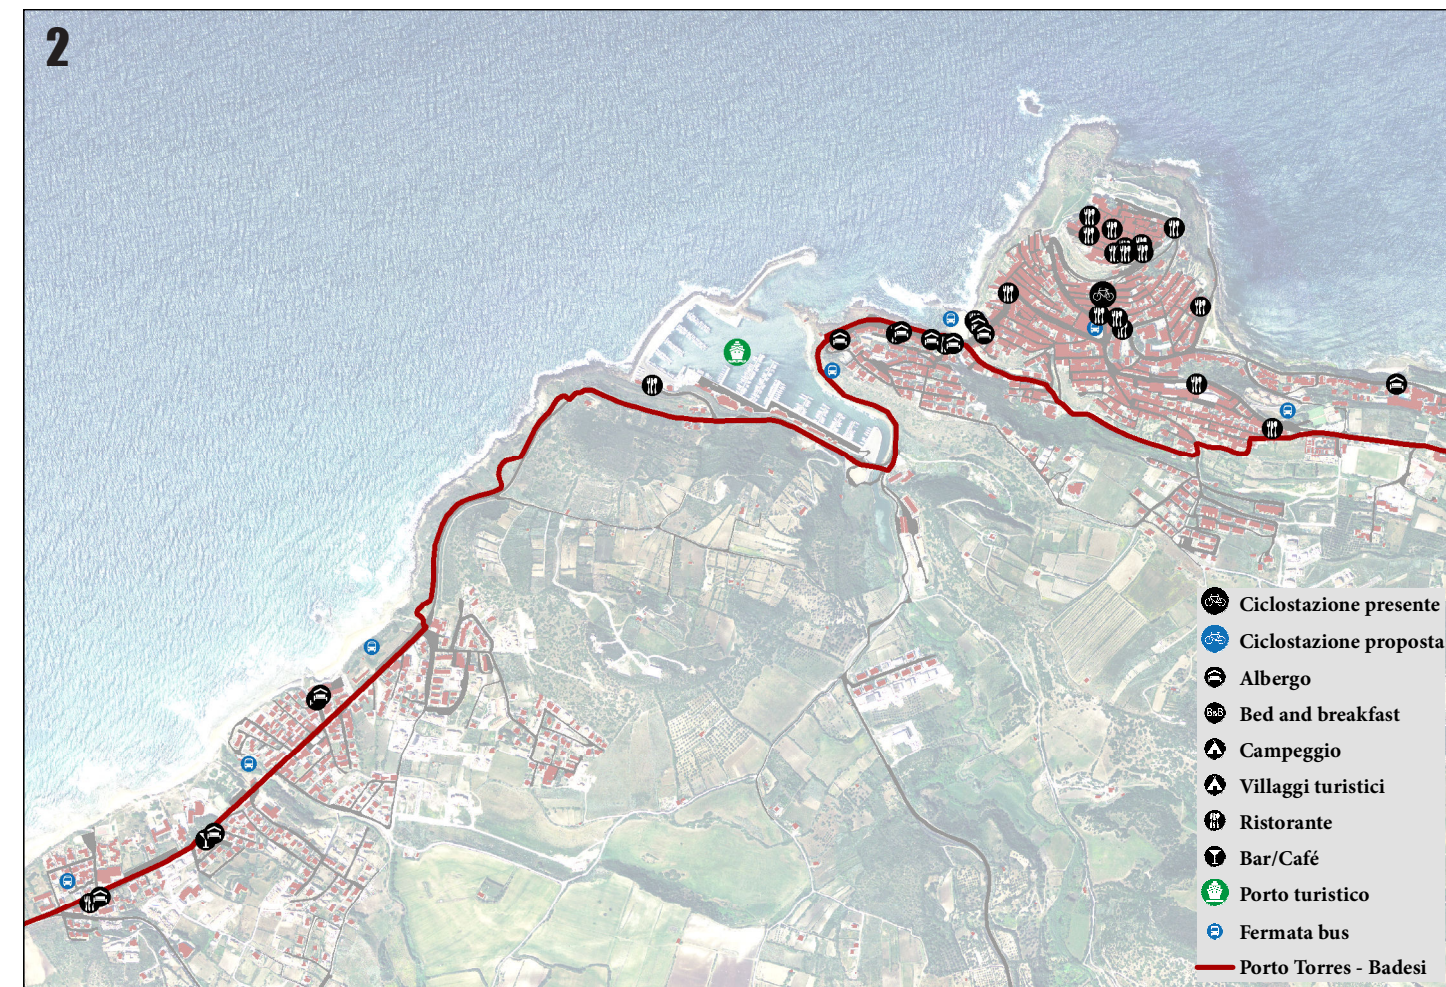 2
Ciclostazione presente
Ciclostazione proposta
Albergo
B&B Bed and breakfast
Campeggio
Villaggi turistici
Ristorante
Bar/Café
Porto turistico
Fermata bus
Porto Torres - Badesi